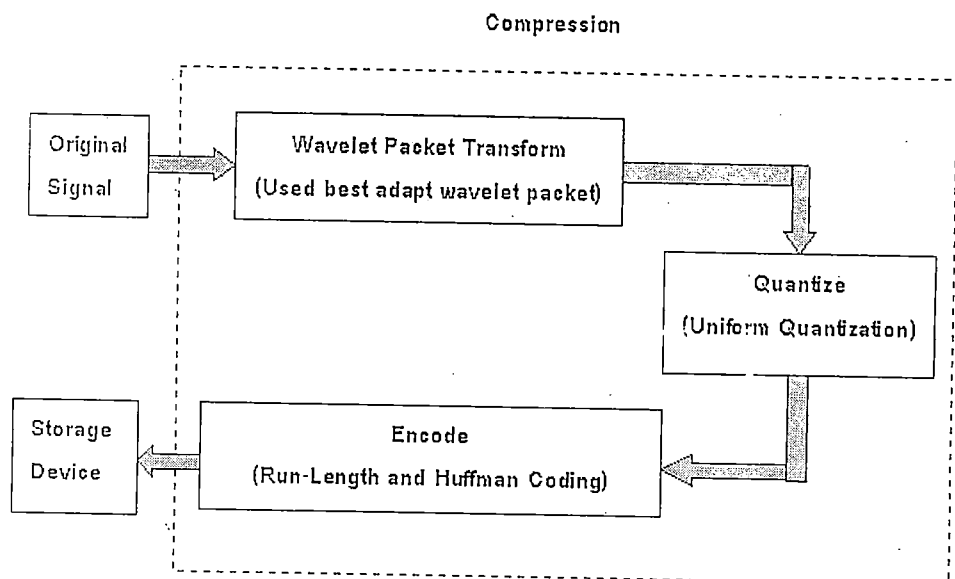 Compression
Original
Signal
Wavelet Packet Transform
(Used best adapt wavelet packet)
Quantize
(Uniform Quantization)
Encode
(Run-Length and Huffman Coding)
Storage
Device